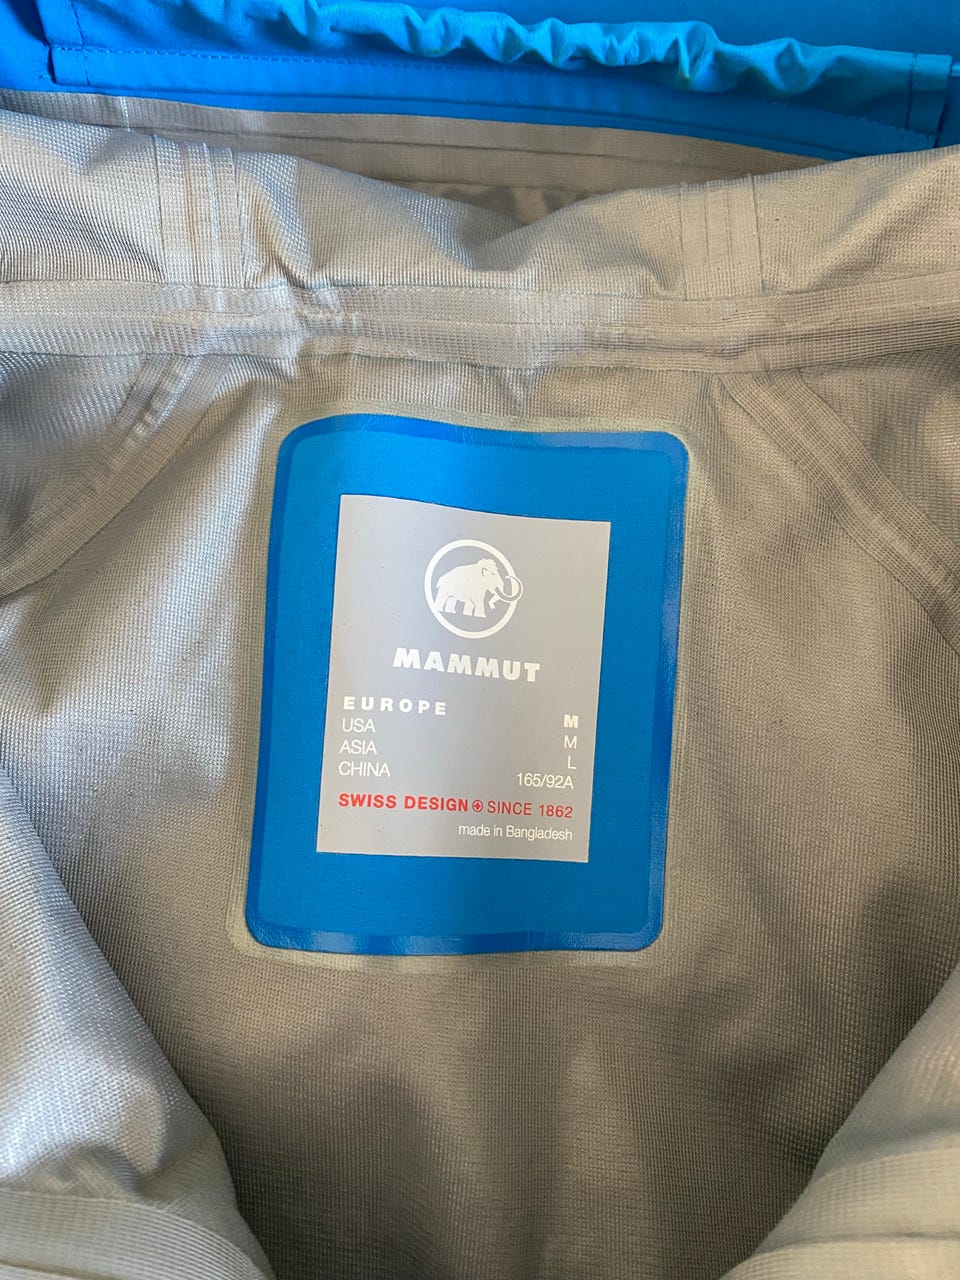 MAMMUT
EUROPE M
USA M
ASIA L
CHINA 165/92A
SWISS DESIGN SINCE 1862
made in Bangladesh